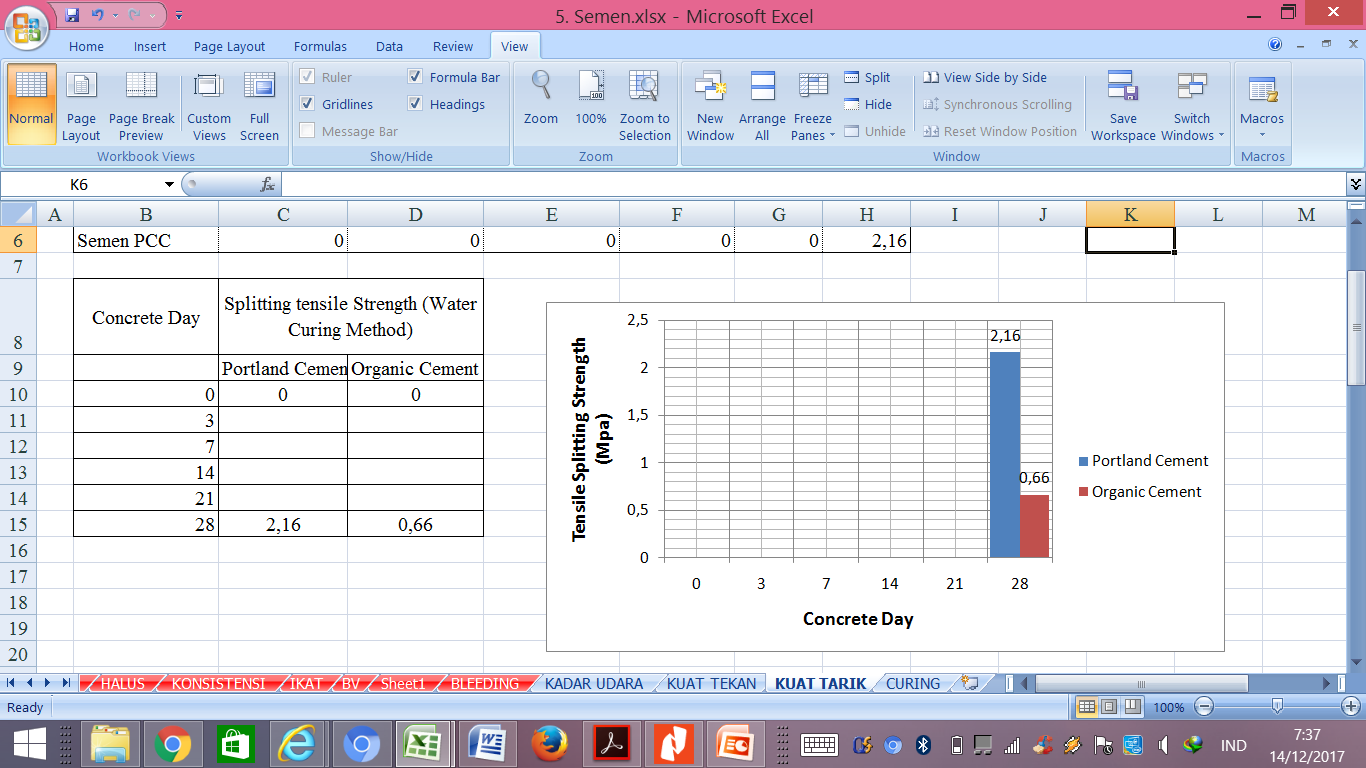 5. Semen.xlsx - Microsoft Excel
Home Insert Page Layout Formulas Data Review View
Normal
Page Layout
Page Break Preview
Custom Views
Full Screen
Workbook Views
Ruler
Gridlines
Message Bar
Formula Bar
Headings
Show/Hide
Zoom
100
100%
Zoom to Selection
Zoom
New Window
Arrange All
Freeze Panes
Split
Hide
Unhide
View Side by Side
Synchronous Scrolling
Reset Window Position
Window
Save Workspace
Switch Windows
Macros
Macros
K6
fx
A B C D E F G H I J K L M
6 Semen PCC 0 0 0 0 0 2,16
7
8 Concrete Day Splitting tensile Strength (Water
Curing Method)
9 Portland Cemen Organic Cement
10 0 0 0
11 3
12 7
13 14
14 21
15 28 2,16 0,66
16
17
18
19
20
Tensile Splitting Strength
(Mpa)
2,5
2
1,5
1
0,5
0
2,16
0,66
0 3 7 14 21 28
Concrete Day
Portland Cement
Organic Cement
HALUS KONSISTENSI IKAT BV Sheet1 BLEEDING KADAR UDARA KUAT TEKAN KUAT TARIK CURING
Ready
100%
IND
7:37
14/12/2017